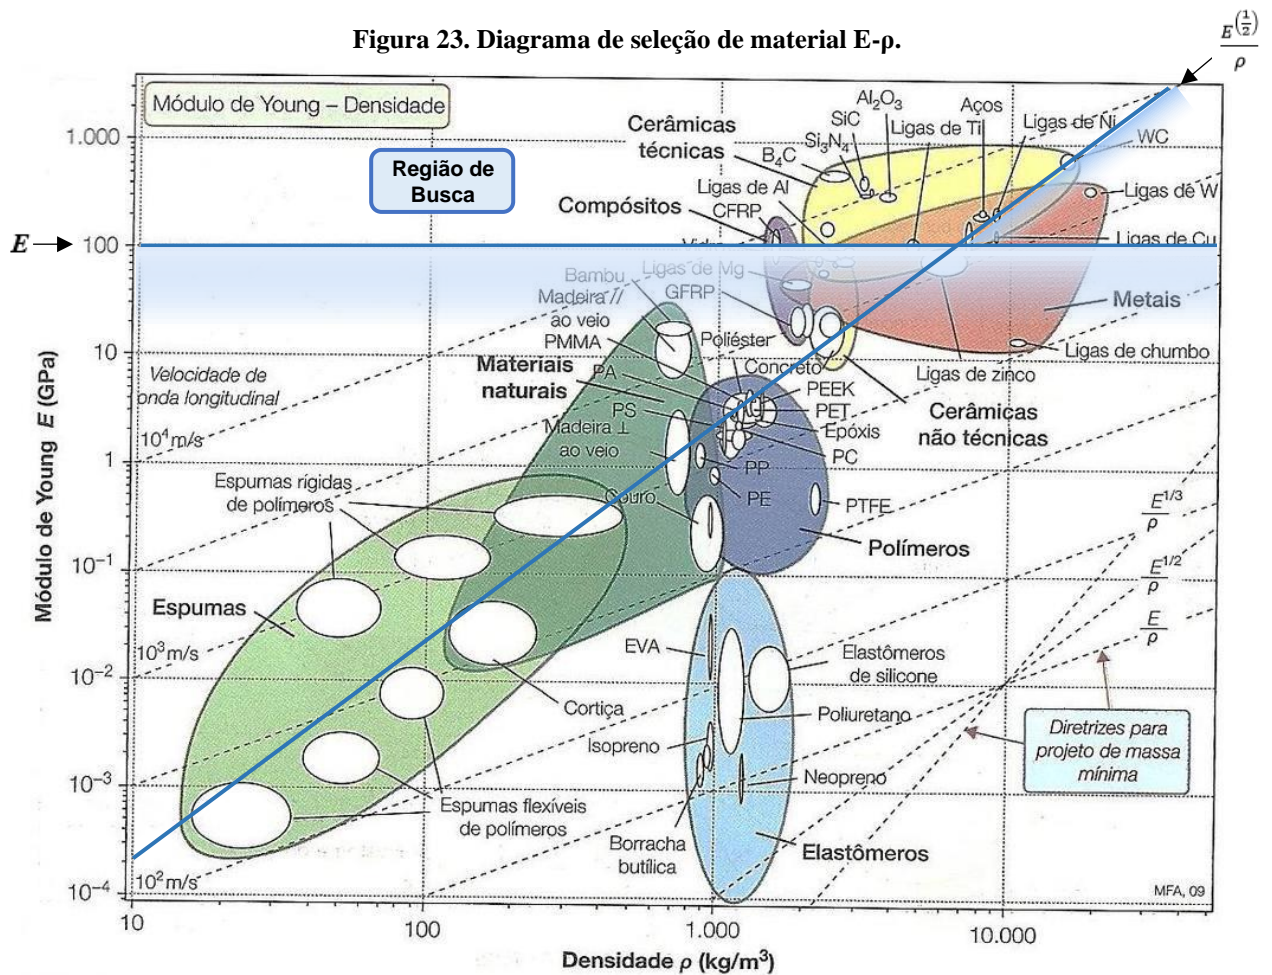 Figura 23. Diagrama de seleção de material E-ρ.
E^(1/2)
ρ
Módulo de Young – Densidade
Região de
Busca
Cerâmicas
técnicas
Al₂O₃
SiC
Si₃N₄
B₄C
Aços
Ligas de Ti
Ligas de Ni
WC
Ligas de W
Ligas de Cu
Ligas de Al
CFRP
Compósitos
E
Ligas de Mg
GFRP
Bambu
Madeira //
ao veio
PMMA
Materiais
naturais
PA
PS
Madeira ⊥
ao veio
Couro
Poliéster
Concreto
PEEK
PET
Epóxis
PC
PP
PE
PTFE
Polímeros
Metais
Ligas de chumbo
Ligas de zinco
Cerâmicas
não técnicas
Velocidade de
onda longitudinal
10⁴ m/s
10³ m/s
10² m/s
Espumas rígidas
de polímeros
Espumas
Cortiça
Espumas flexíveis
de polímeros
EVA
Isopreno
Borracha
butílica
Elastômeros
de silicone
Poliuretano
Neopreno
Elastômeros
E^1/3
ρ
E^1/2
ρ
E
ρ
Diretrizes para
projeto de massa
mínima
MFA, 09
Módulo de Young E (GPa)
1.000
100
10
1
10⁻¹
10⁻²
10⁻³
10⁻⁴
10
100
1.000
10.000
Densidade ρ (kg/m³)